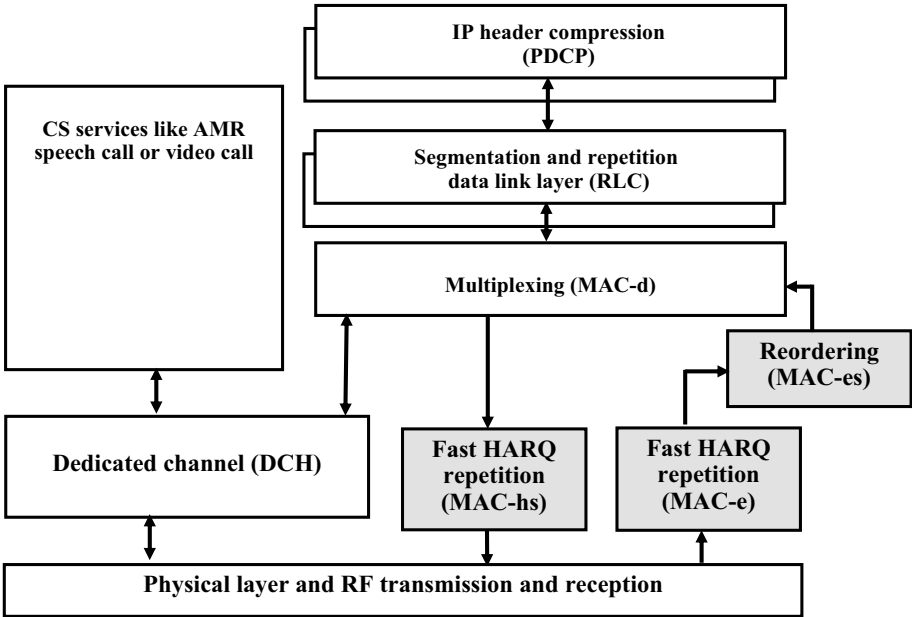 IP header compression
(PDCP)
CS services like AMR
speech call or video call
Segmentation and repetition
data link layer (RLC)
Multiplexing (MAC-d)
Reordering
(MAC-es)
Dedicated channel (DCH)
Fast HARQ
repetition
(MAC-hs)
Fast HARQ
repetition
(MAC-e)
Physical layer and RF transmission and reception